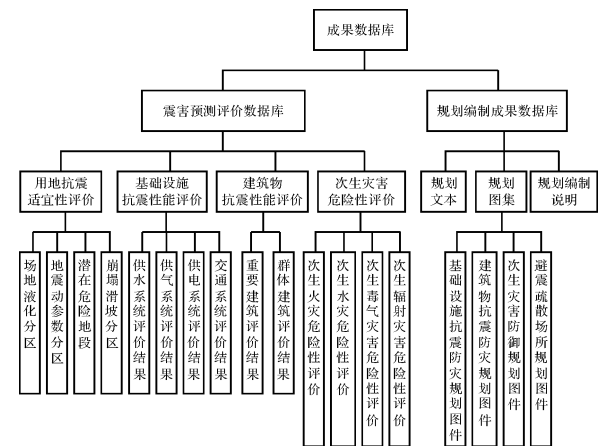 成果数据库
震害预测评价数据库
规划编制成果数据库
用地抗震
适宜性评价
基础设施
抗震性能评价
建筑物
抗震性能评价
次生灾害
危险性评价
规划
文本
规划
图集
规划编制
说明
场地液化分区
地震动参数分区
潜在危险地段
崩塌滑坡分区
供水系统评价结果
供气系统评价结果
供电系统评价结果
交通系统评价结果
重要建筑评价结果
群体建筑评价结果
次生火灾危险性评价
次生水灾危险性评价
次生毒气灾害危险性评价
次生辐射灾害危险性评价
基础设施抗震防灾规划图件
建筑物抗震防灾规划图件
次生灾害防御规划图件
避震疏散场所规划图件